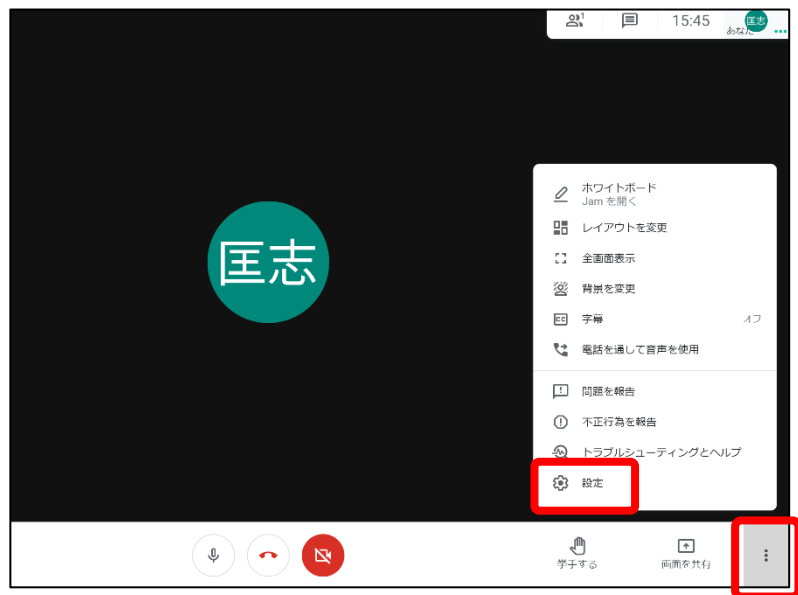 1
15:45
匡志
あなた
匡志
ホワイトボード
Jam を開く
レイアウトを変更
全画面表示
背景を変更
CC
字幕
オフ
電話を通して音声を使用
問題を報告
不正行為を報告
トラブルシューティングとヘルプ
設定
挙手する
画面を共有